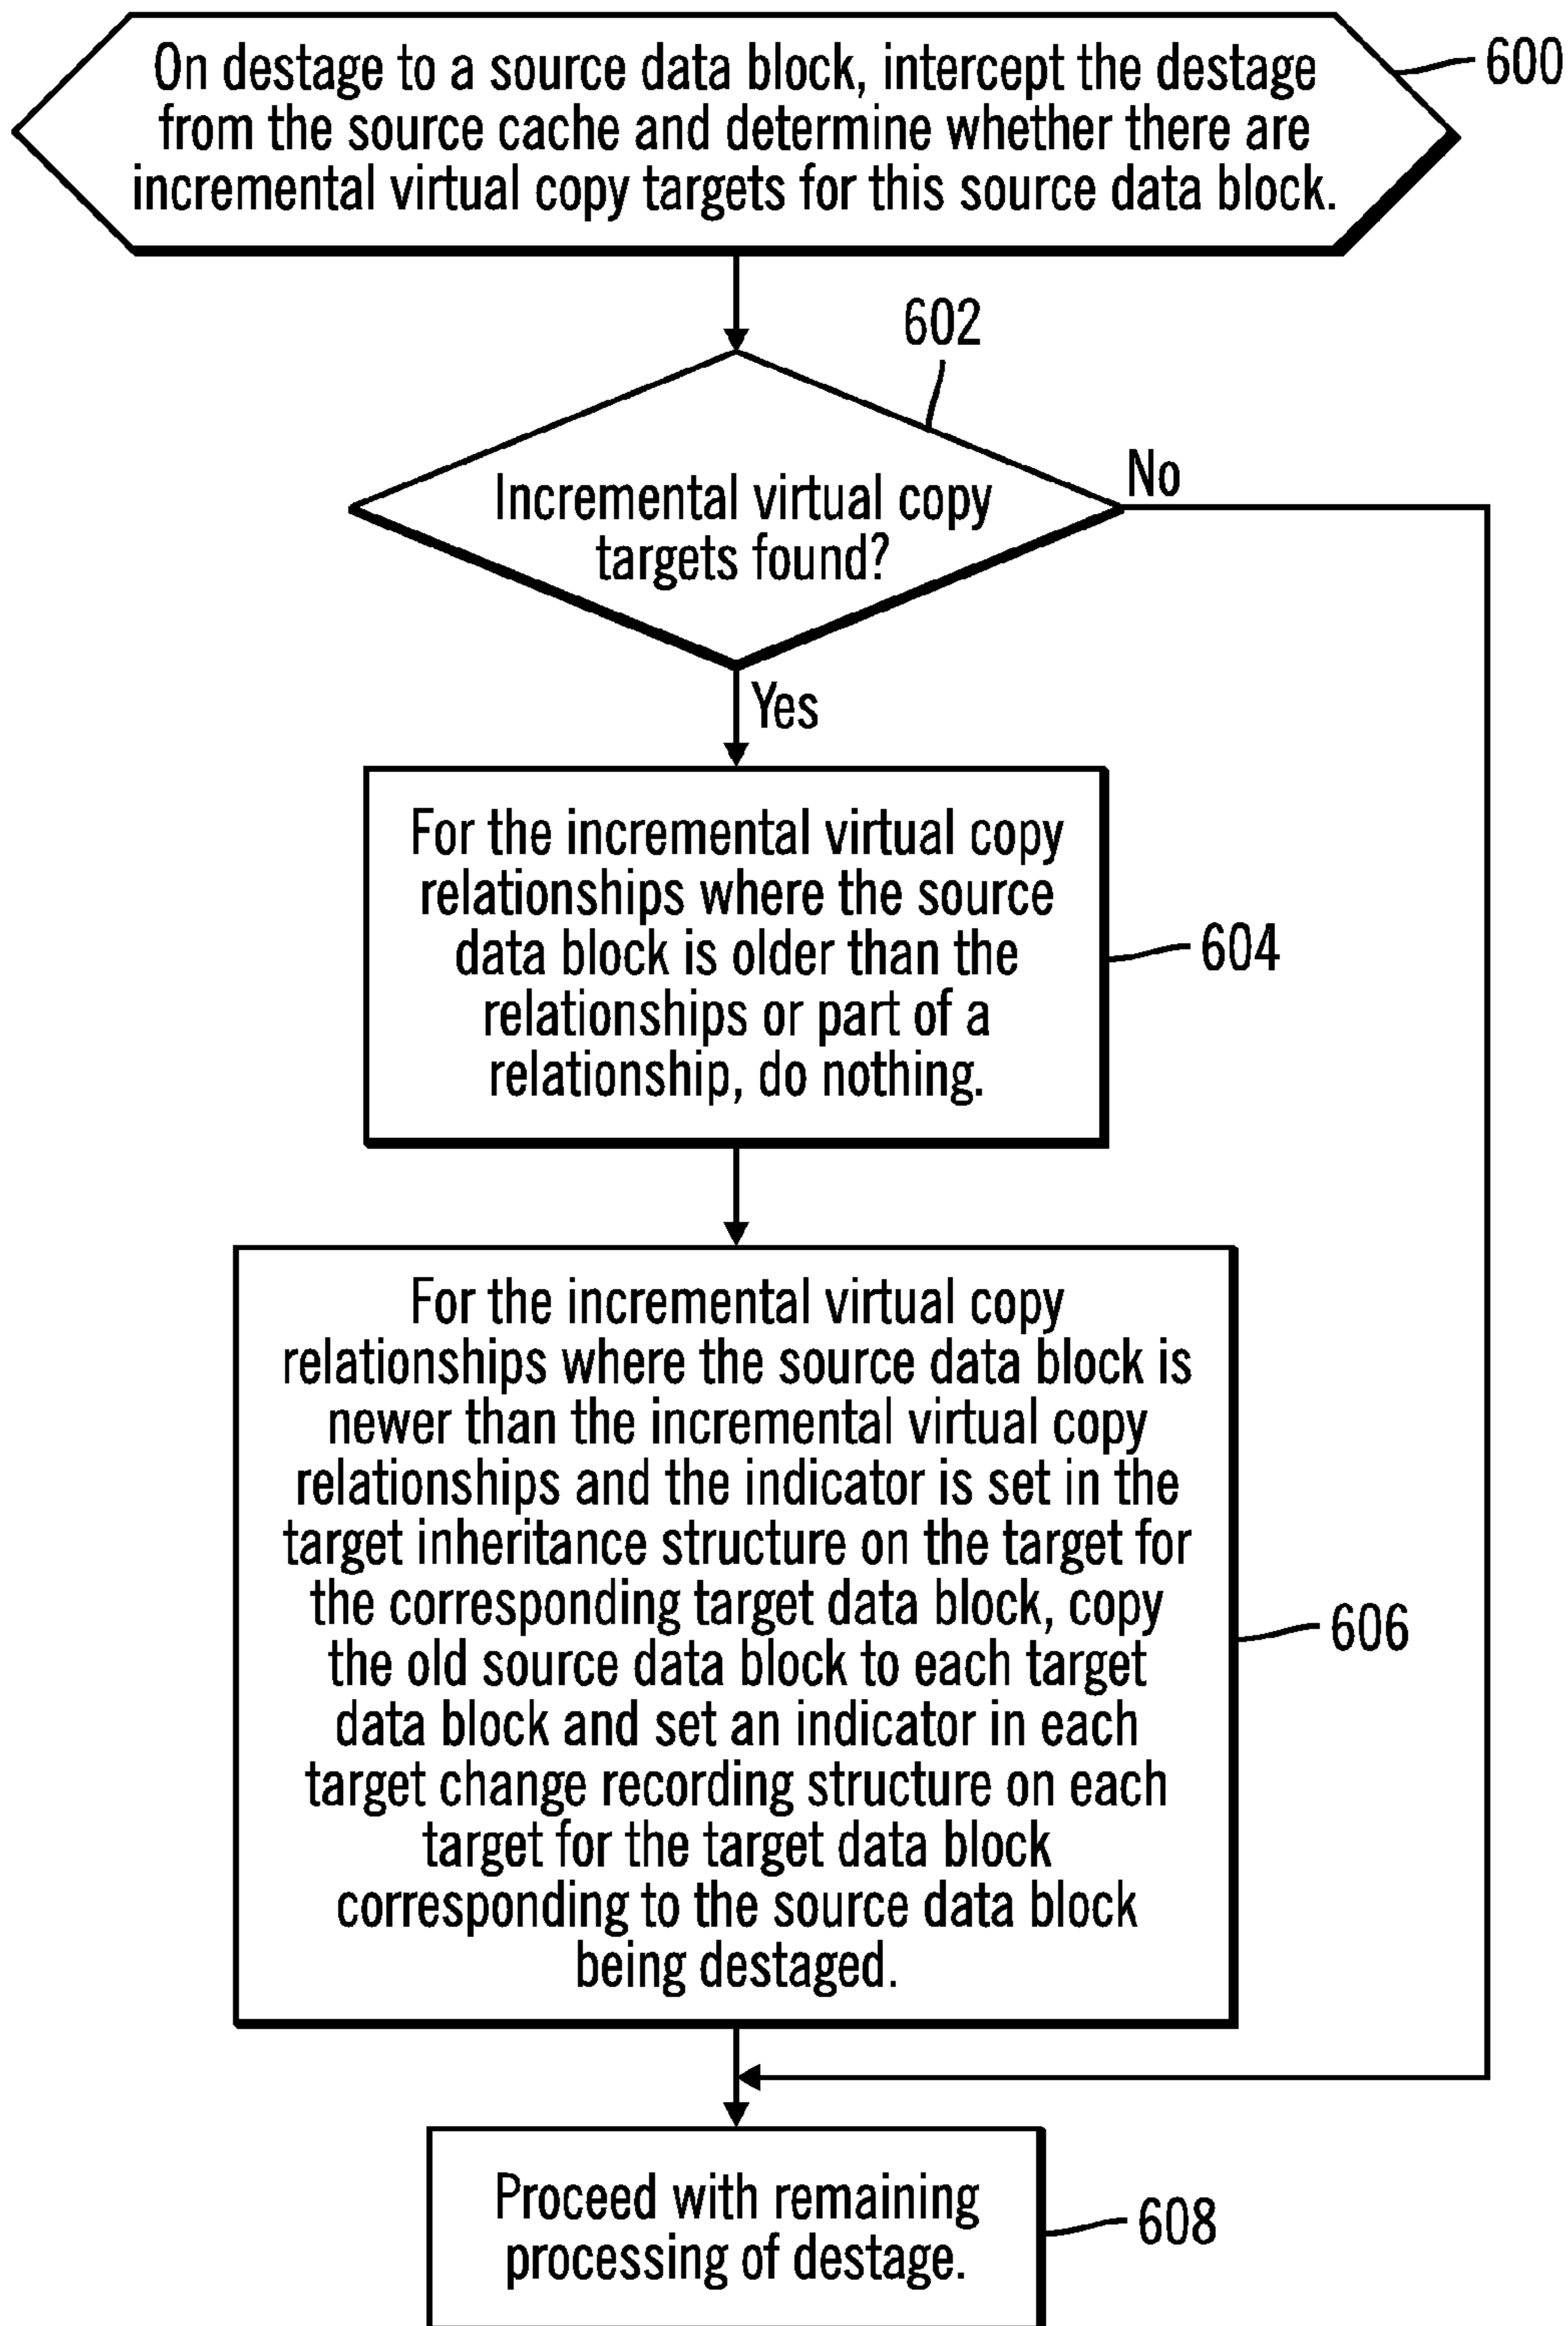 On destage to a source data block, intercept the destage
from the source cache and determine whether there are
incremental virtual copy targets for this source data block.
600
602
Incremental virtual copy
targets found?
No
Yes
For the incremental virtual copy
relationships where the source
data block is older than the
relationships or part of a
relationship, do nothing.
604
For the incremental virtual copy
relationships where the source data block is
newer than the incremental virtual copy
relationships and the indicator is set in the
target inheritance structure on the target for
the corresponding target data block, copy
the old source data block to each target
data block and set an indicator in each
target change recording structure on each
target for the target data block
corresponding to the source data block
being destaged.
606
Proceed with remaining
processing of destage.
608